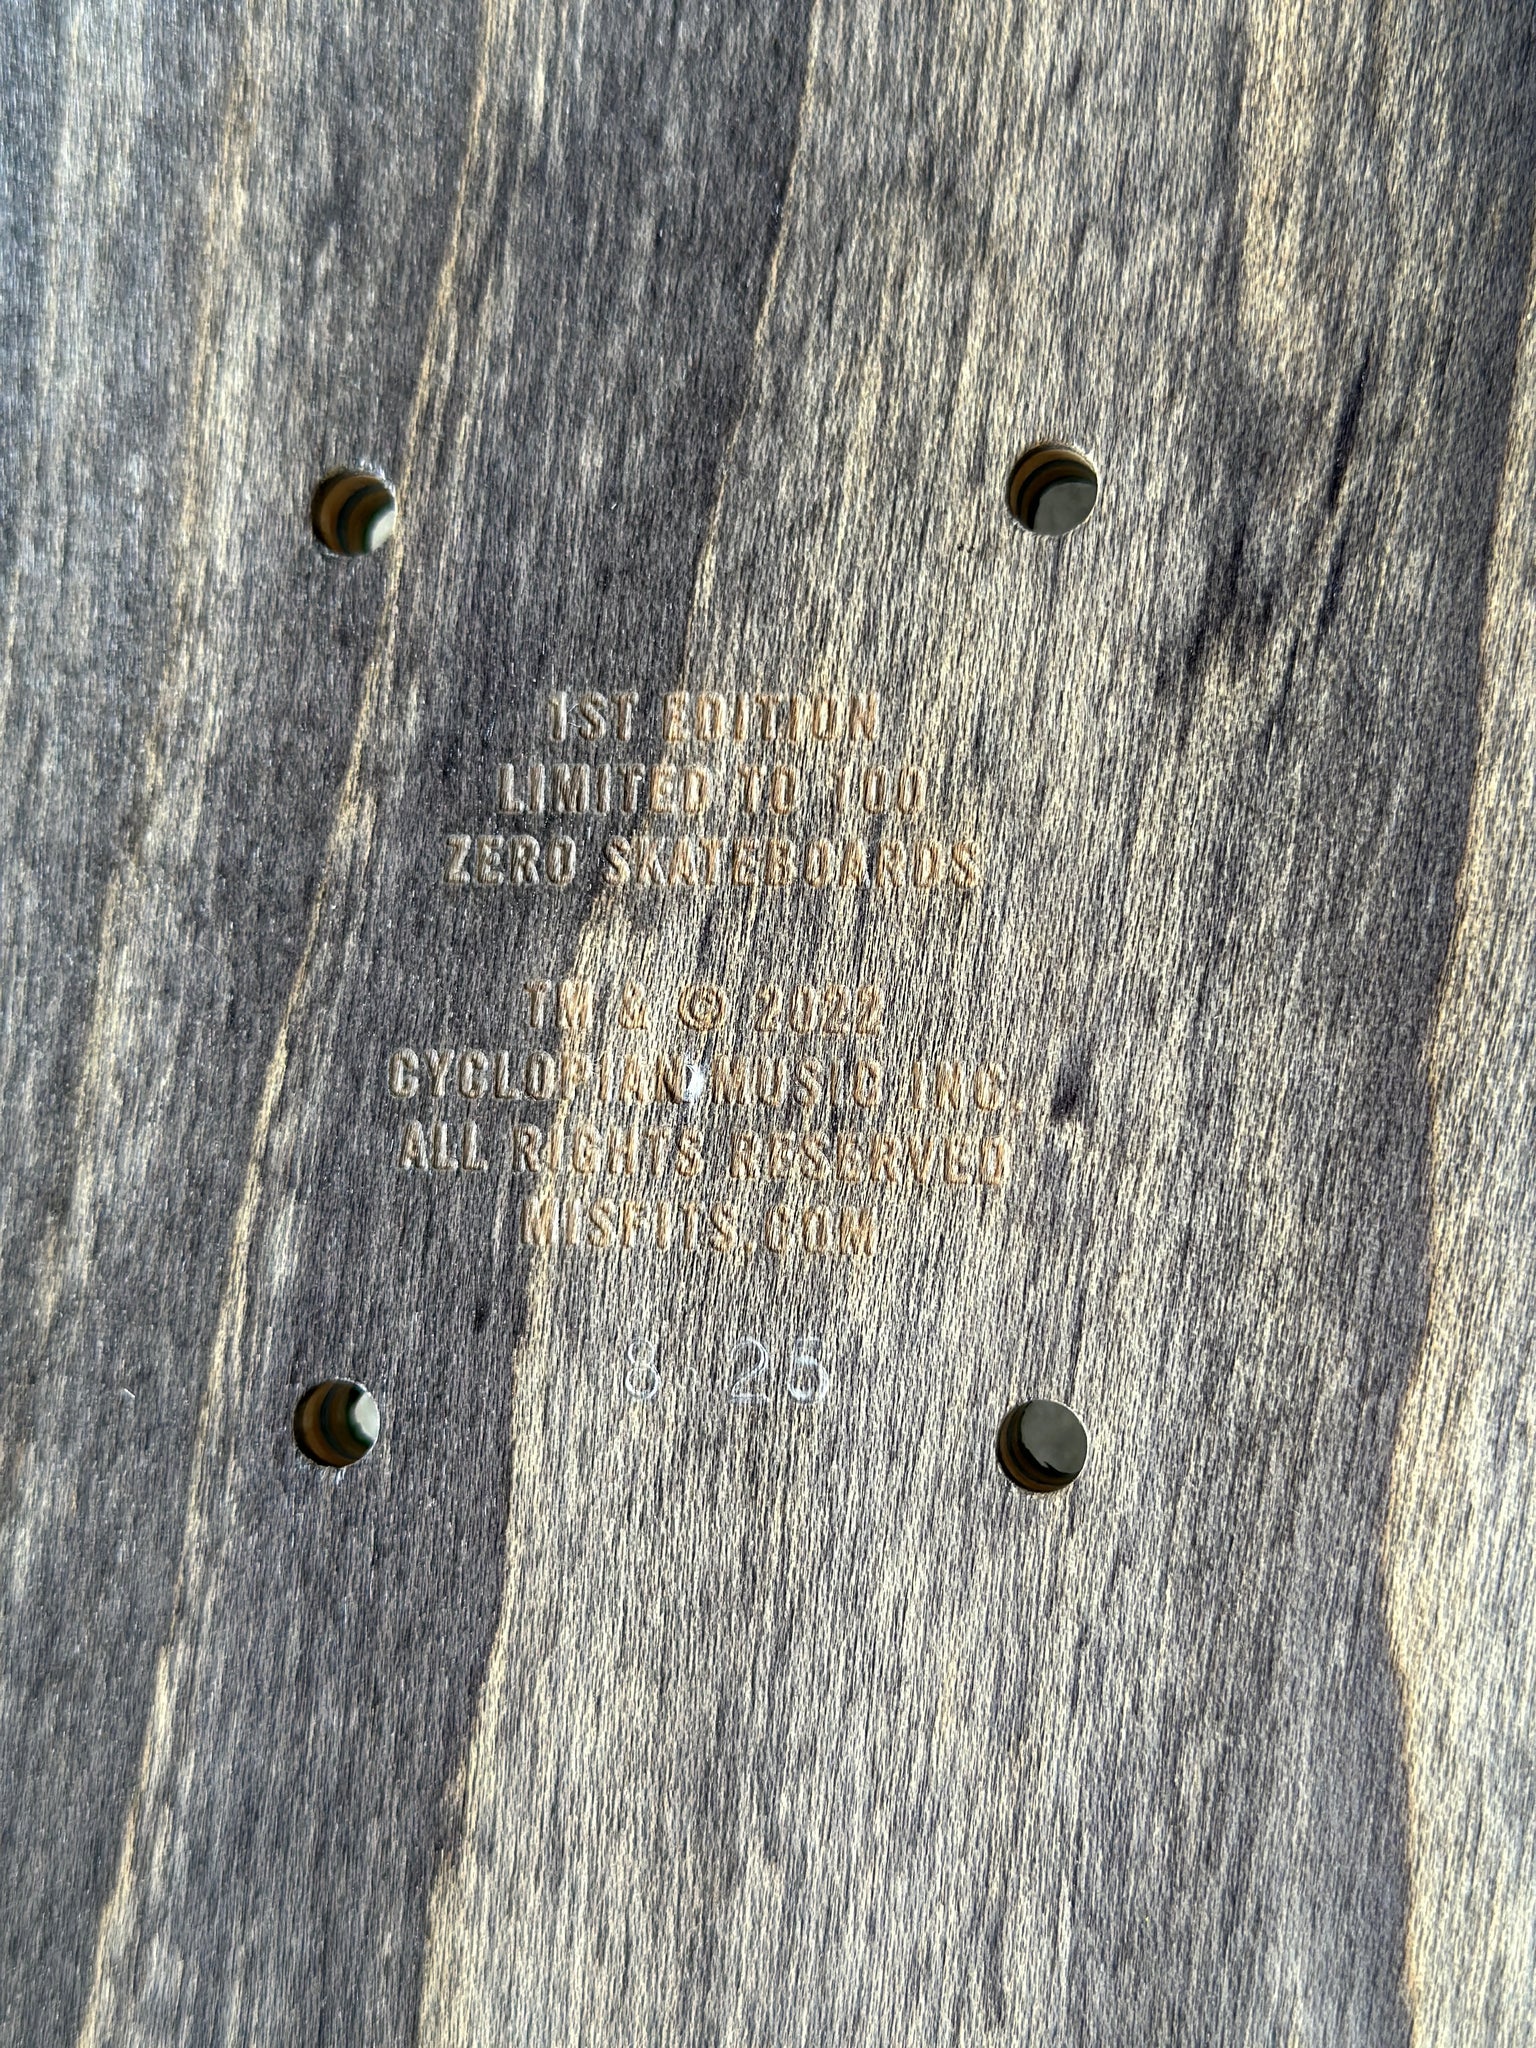 1ST EDITION
LIMITED TO 100
ZERO SKATEBOARDS
TM & © 2022
CYCLOPIAN MUSIC INC.
ALL RIGHTS RESERVED
MISFITS.COM
8.25